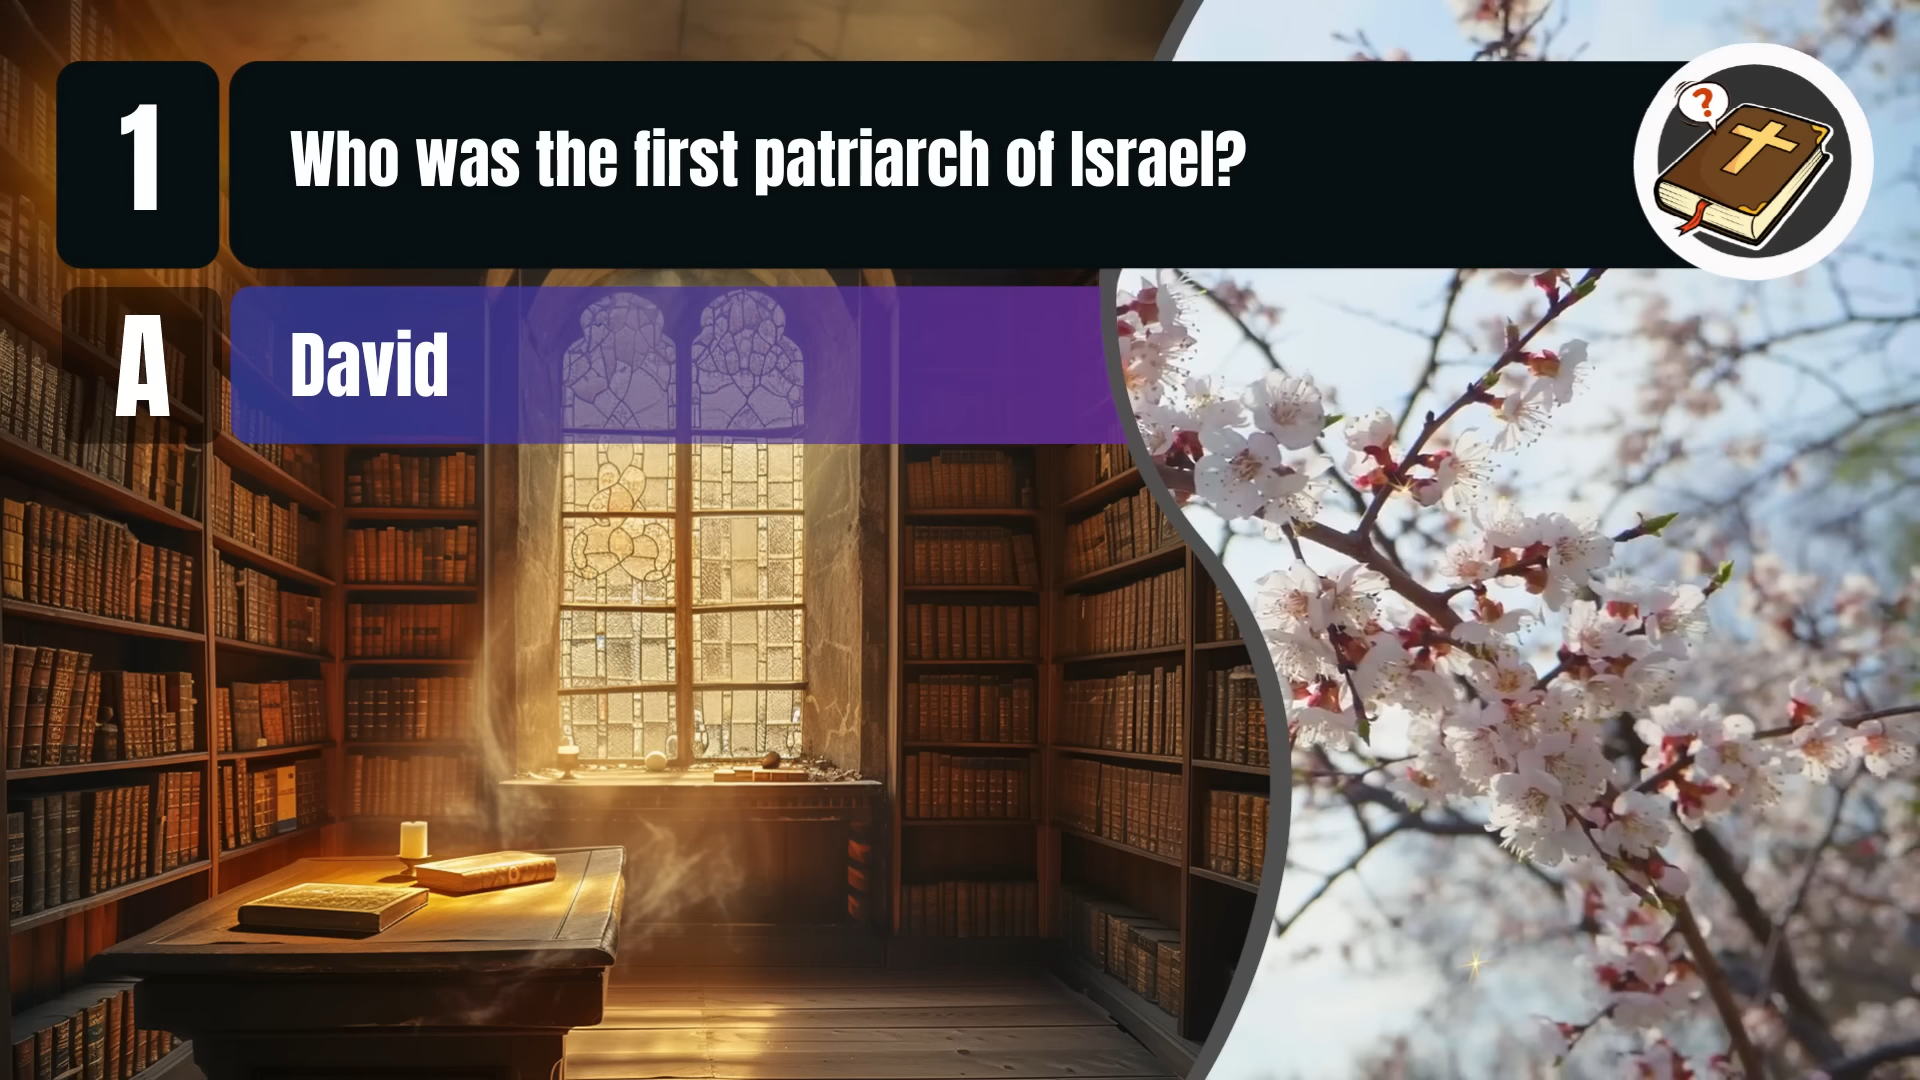 1
Who was the first patriarch of Israel?
?
A
David